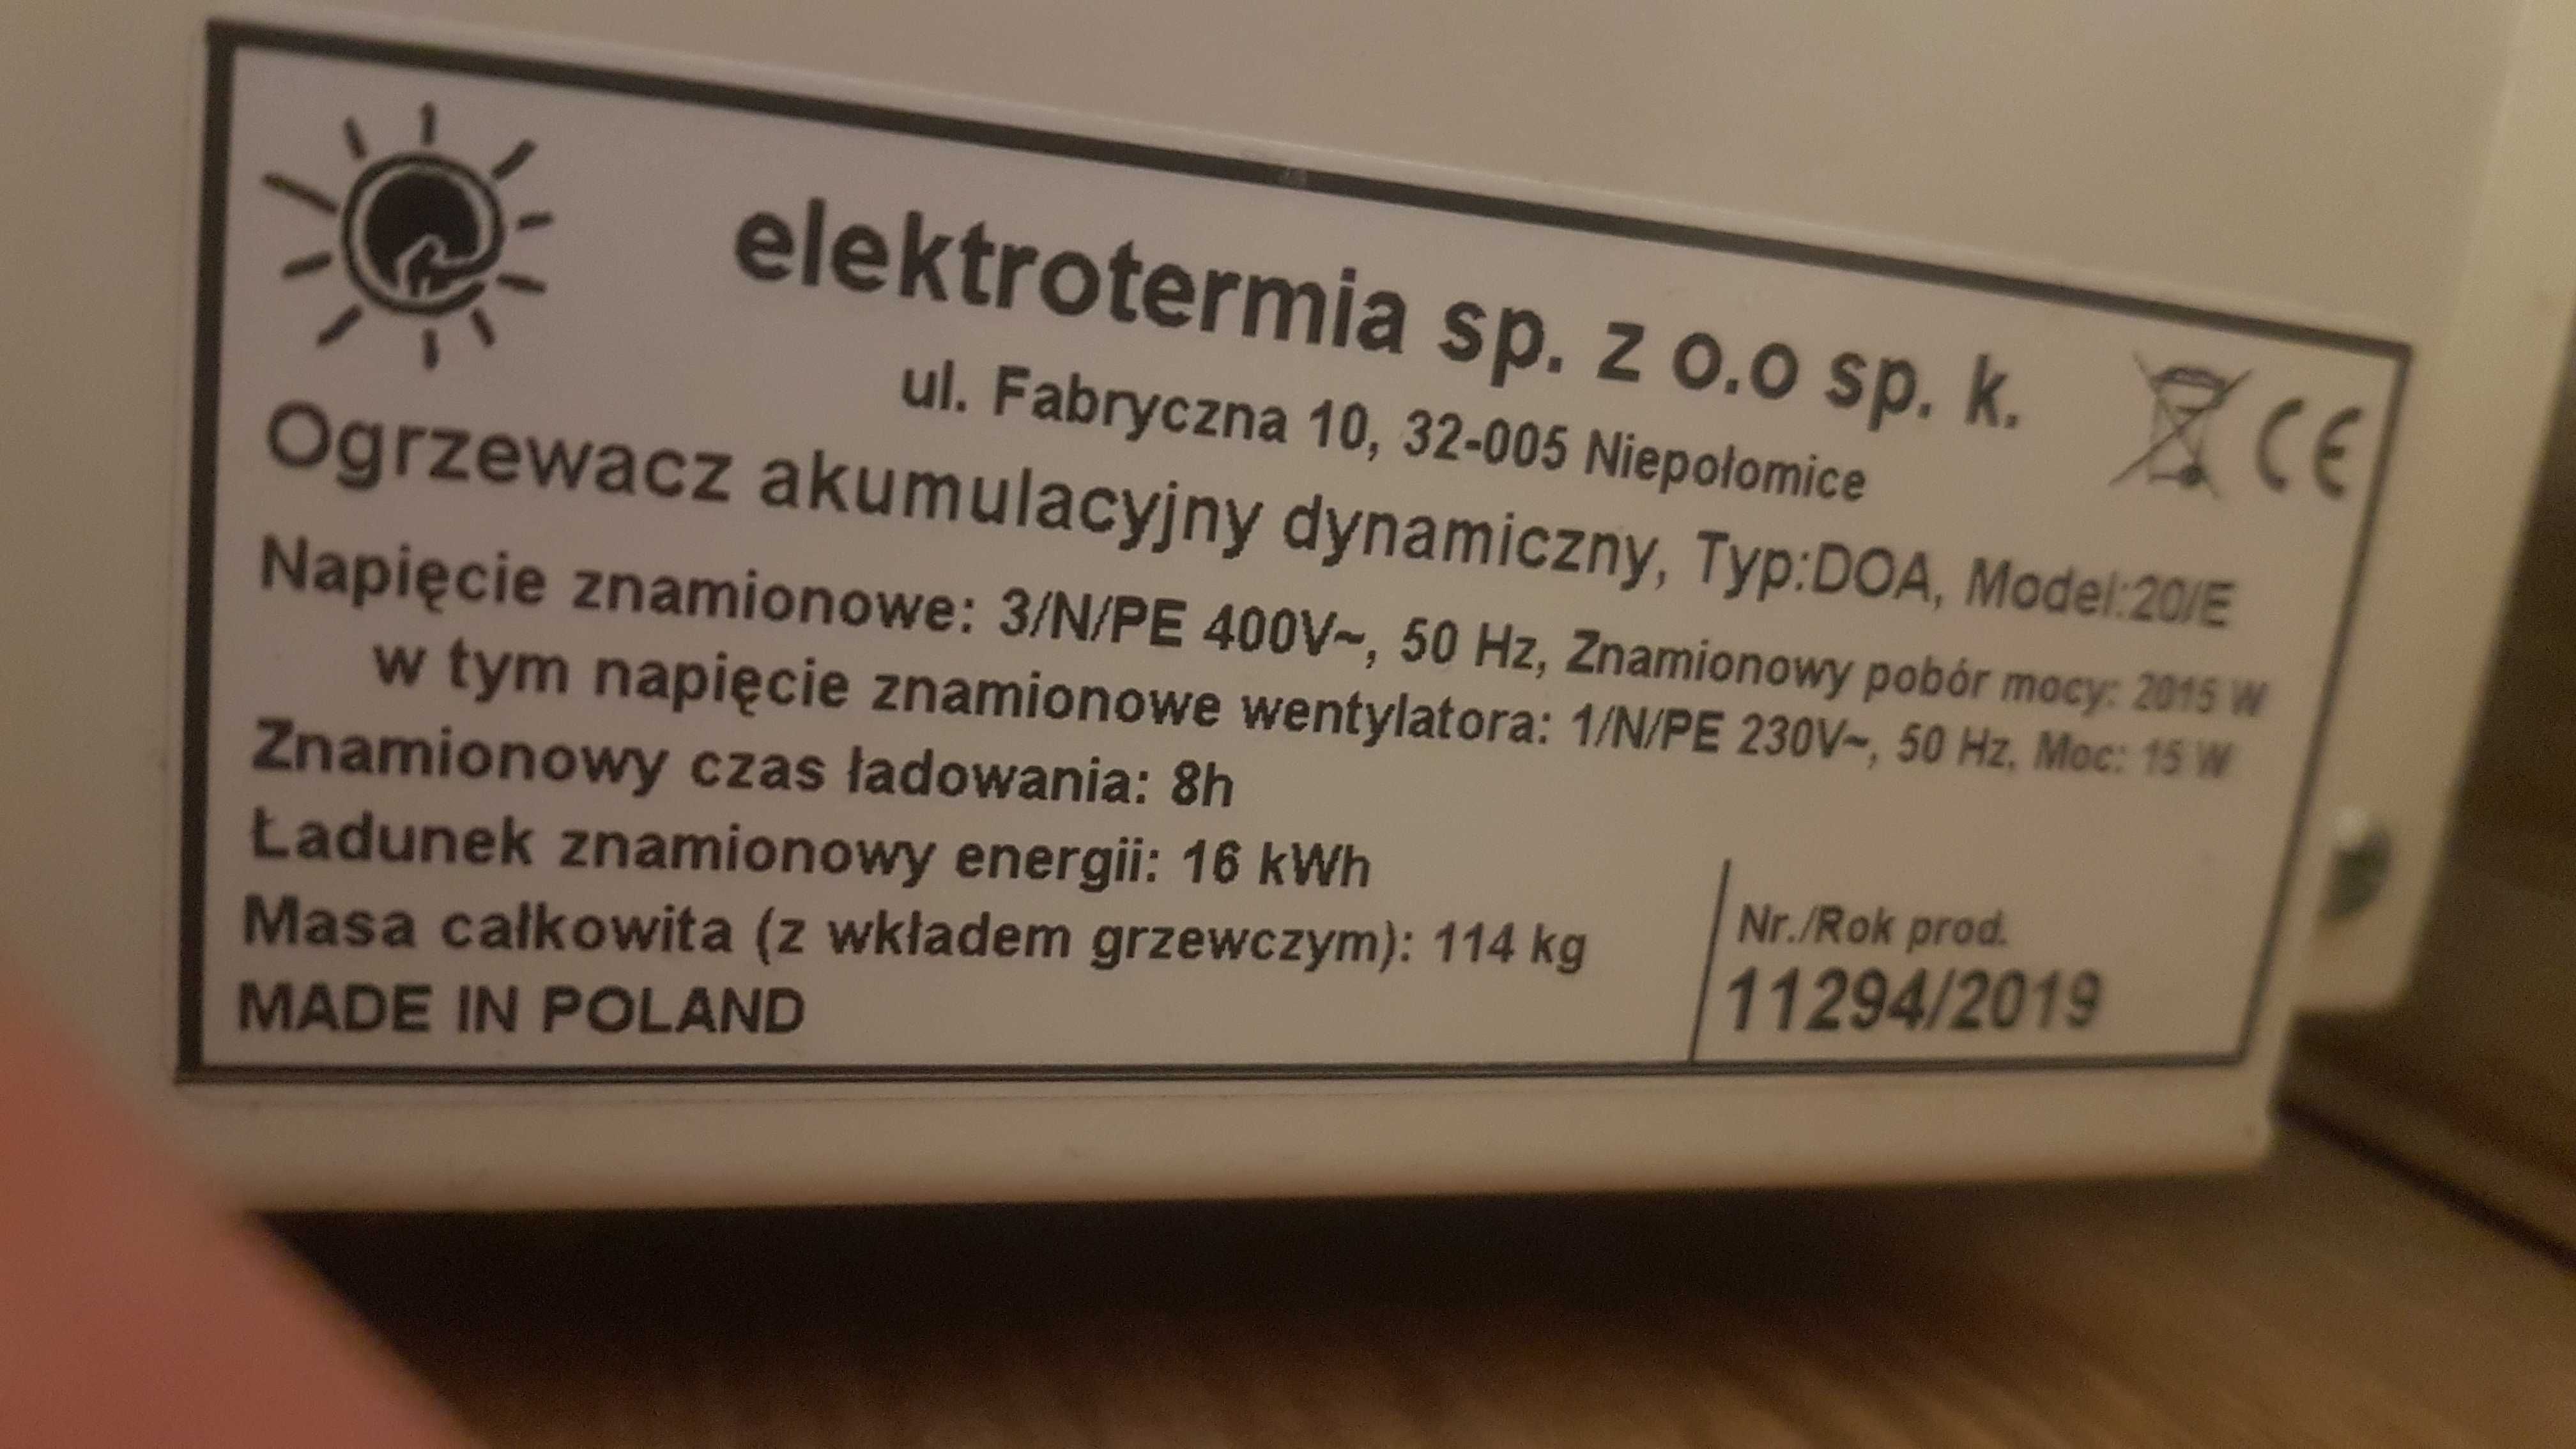 elektrotermia sp. z o.o sp. k.
ul. Fabryczna 10, 32-005 Niepołomice
CE
Ogrzewacz akumulacyjny dynamiczny, Typ:DOA, Model:20/E
Napięcie znamionowe: 3/N/PE 400V~, 50 Hz, Znamionowy pobór mocy: 2015 W
w tym napięcie znamionowe wentylatora: 1/N/PE 230V~, 50 Hz, Moc: 15 W
Znamionowy czas ładowania: 8h
Ładunek znamionowy energii: 16 kWh
Masa całkowita (z wkładem grzewczym): 114 kg
MADE IN POLAND
Nr./Rok prod.
11294/2019